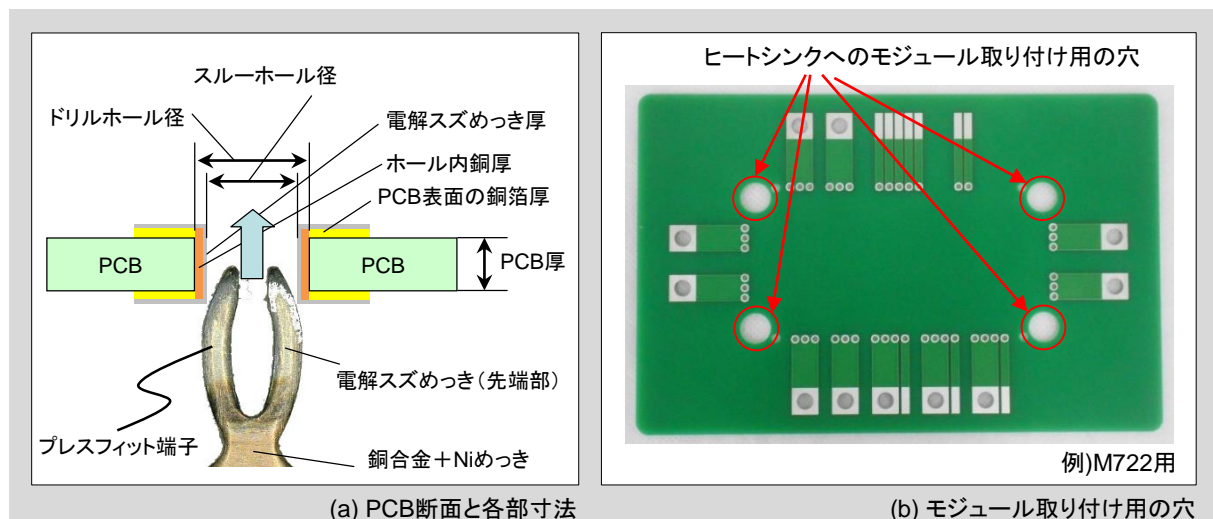 スルーホール径
ドリルホール径
電解スズめっき厚
ホール内銅厚
PCB表面の銅箔厚
PCB
PCB
PCB厚
電解スズめっき(先端部)
プレスフィット端子
銅合金+Niめっき
(a) PCB断面と各部寸法
ヒートシンクへのモジュール取り付け用の穴
例)M722用
(b) モジュール取り付け用の穴